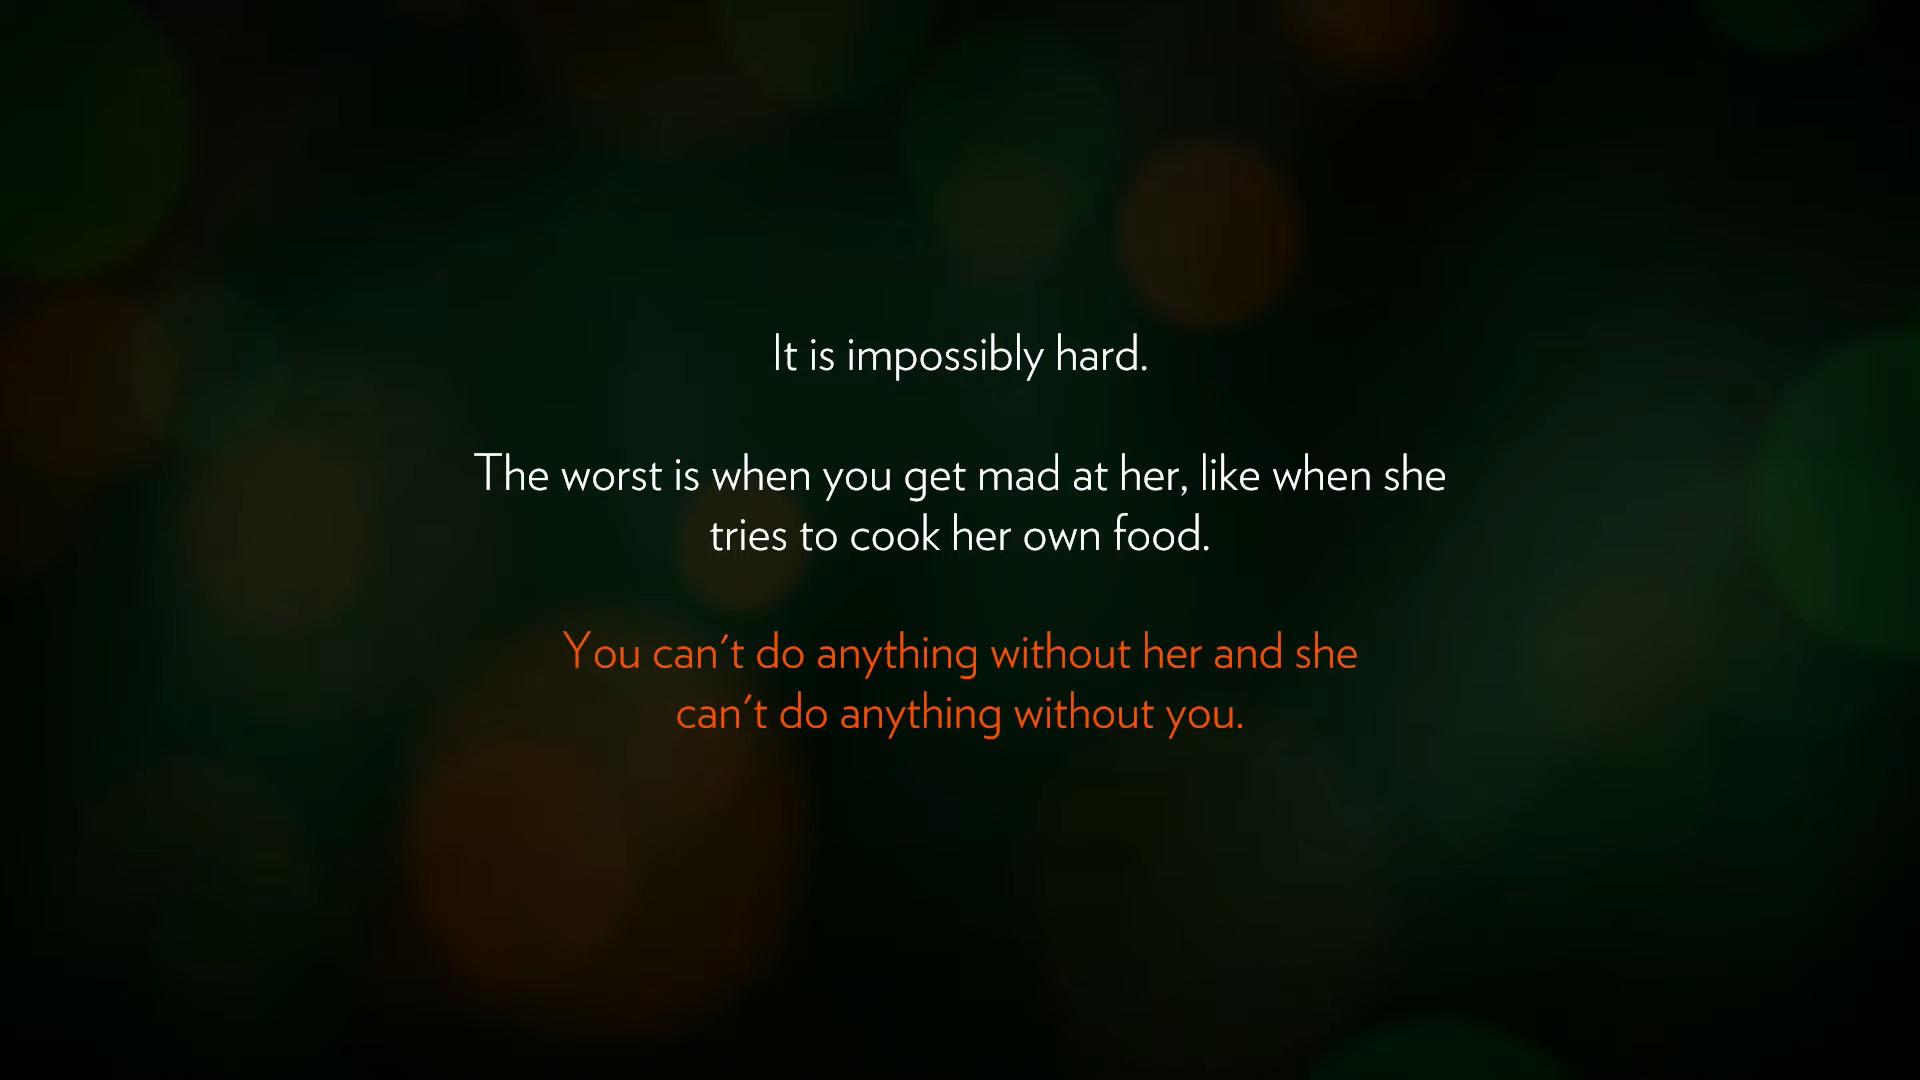 It is impossibly hard.
The worst is when you get mad at her, like when she
tries to cook her own food.
You can't do anything without her and she
can't do anything without you.